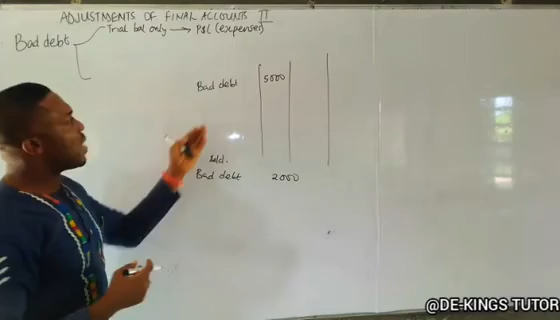 ADJUSTMENTS OF FINAL ACCOUNTS II
Trial bal only → P&L (expenses)
Bad debt
Bad debt 5000
Add.
Bad debt 2000
@DE-KINGS TUTOR